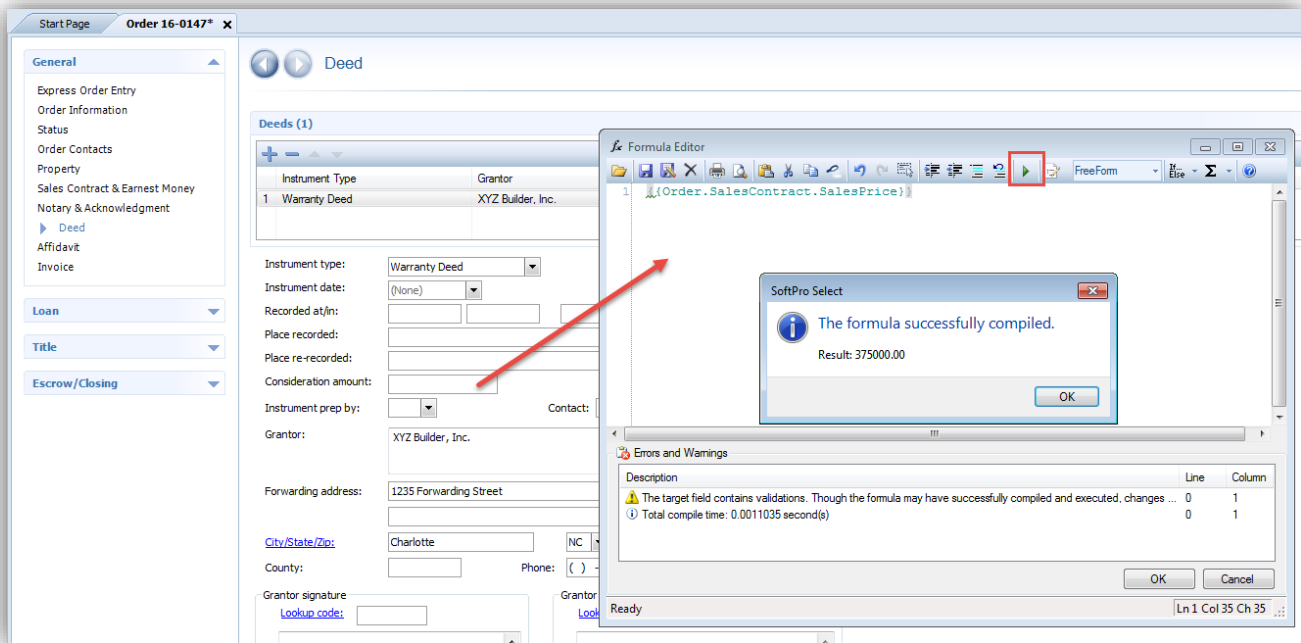 Start Page
Order 16-0147*
General
Express Order Entry
Order Information
Status
Order Contacts
Property
Sales Contract & Earnest Money
Notary & Acknowledgment
Deed
Affidavit
Invoice
Loan
Title
Escrow/Closing
Deed
Deeds (1)
Instrument Type Grantor
1 Warranty Deed XYZ Builder, Inc.
Instrument type: Warranty Deed
Instrument date: (None)
Recorded at/in:
Place recorded:
Place re-recorded:
Consideration amount:
Instrument prep by: Contact:
Grantor: XYZ Builder, Inc.
Forwarding address: 1235 Forwarding Street
City/State/Zip: Charlotte NC
County: Phone: ( ) -
Grantor signature Grantor
Lookup code: Look
fx Formula Editor
FreeForm If... Else Σ
1 {{Order.SalesContract.SalesPrice}}
SoftPro Select
The formula successfully compiled.
Result: 375000.00
OK
Errors and Warnings
Description Line Column
The target field contains validations. Though the formula may have successfully compiled and executed, changes ... 0 1
Total compile time: 0.0011035 second(s) 0 1
OK Cancel
Ready Ln 1 Col 35 Ch 35